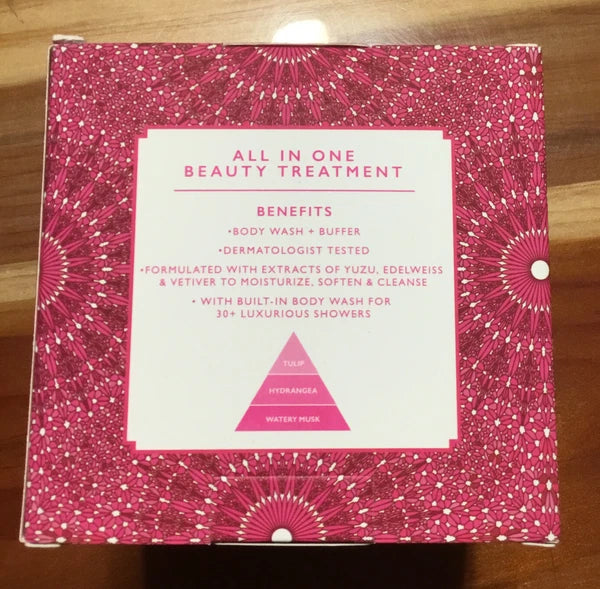 ALL IN ONE
BEAUTY TREATMENT
BENEFITS
•BODY WASH + BUFFER
•DERMATOLOGIST TESTED
•FORMULATED WITH EXTRACTS OF YUZU, EDELWEISS
& VETIVER TO MOISTURIZE, SOFTEN & CLEANSE
• WITH BUILT-IN BODY WASH FOR
30+ LUXURIOUS SHOWERS
TULIP
HYDRANGEA
WATERY MUSK